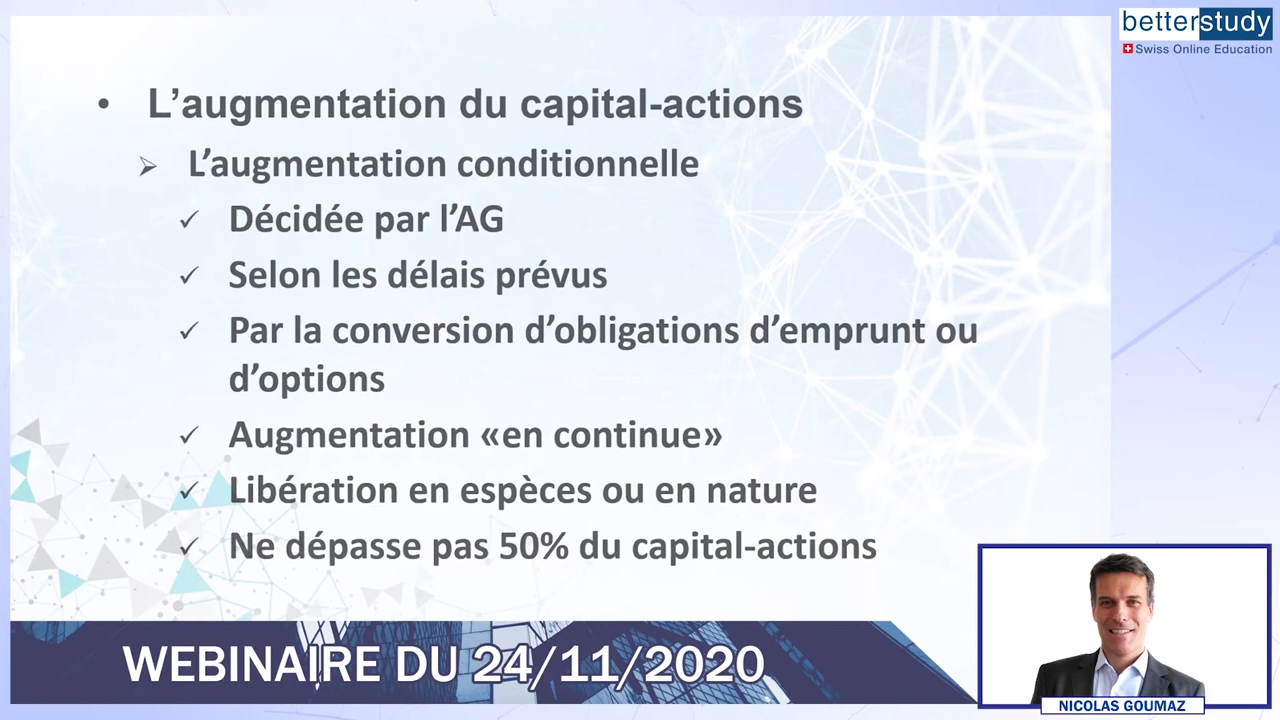 betterstudy
Swiss Online Education
• L’augmentation du capital-actions
➢ L’augmentation conditionnelle
✓ Décidée par l’AG
✓ Selon les délais prévus
✓ Par la conversion d’obligations d’emprunt ou
d’options
✓ Augmentation «en continue»
✓ Libération en espèces ou en nature
✓ Ne dépasse pas 50% du capital-actions
WEBINAIRE DU 24/11/2020
NICOLAS GOUMAZ